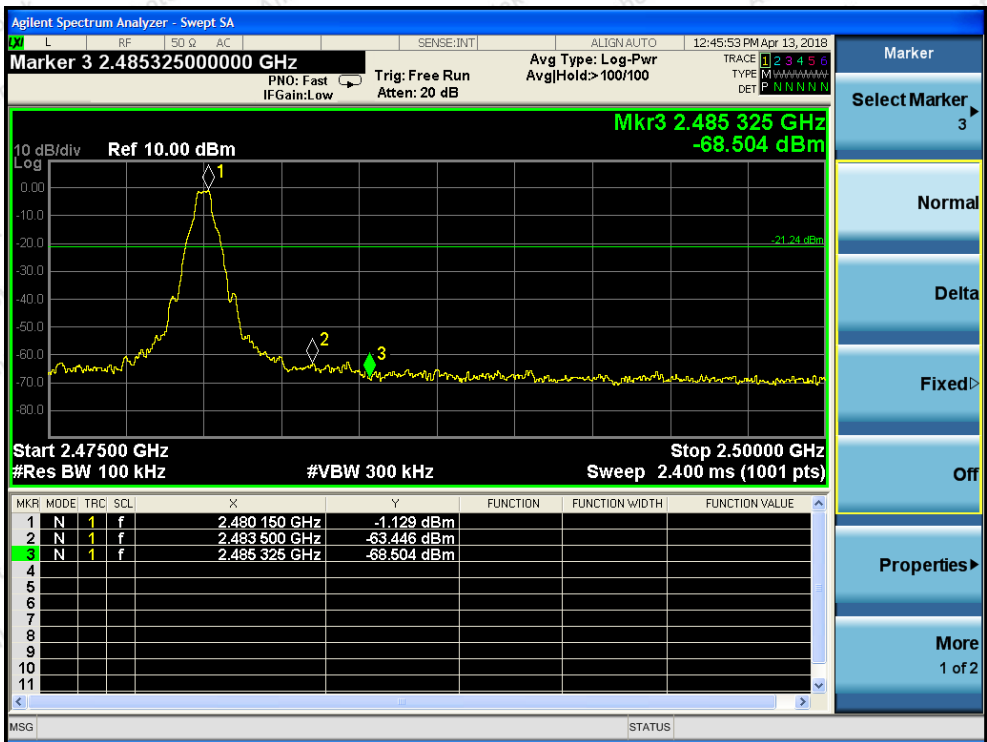 Agilent Spectrum Analyzer - Swept SA
LXI L RF 50 Ω AC SENSE:INT ALIGN AUTO 12:45:53 PM Apr 13, 2018
Marker 3 2.485325000000 GHz
PNO: Fast
IFGain:Low
Trig: Free Run
Atten: 20 dB
Avg Type: Log-Pwr
Avg|Hold:>100/100
TRACE 1 2 3 4 5 6
TYPE M
DET P N N N N N
Mkr3 2.485 325 GHz
-68.504 dBm
10 dB/div Ref 10.00 dBm
Log
0.00
-10.0
-20.0
-30.0
-40.0
-50.0
-60.0
-70.0
-80.0
1
-21.24 dBm
2
3
Start 2.47500 GHz Stop 2.50000 GHz
#Res BW 100 kHz #VBW 300 kHz Sweep 2.400 ms (1001 pts)
MKR MODE TRC SCL X Y FUNCTION FUNCTION WIDTH FUNCTION VALUE
1 N 1 f 2.480 150 GHz -1.129 dBm
2 N 1 f 2.483 500 GHz -63.446 dBm
3 N 1 f 2.485 325 GHz -68.504 dBm
4
5
6
7
8
9
10
11
MSG STATUS
Marker
Select Marker
3
Normal
Delta
Fixed
Off
Properties
More
1 of 2